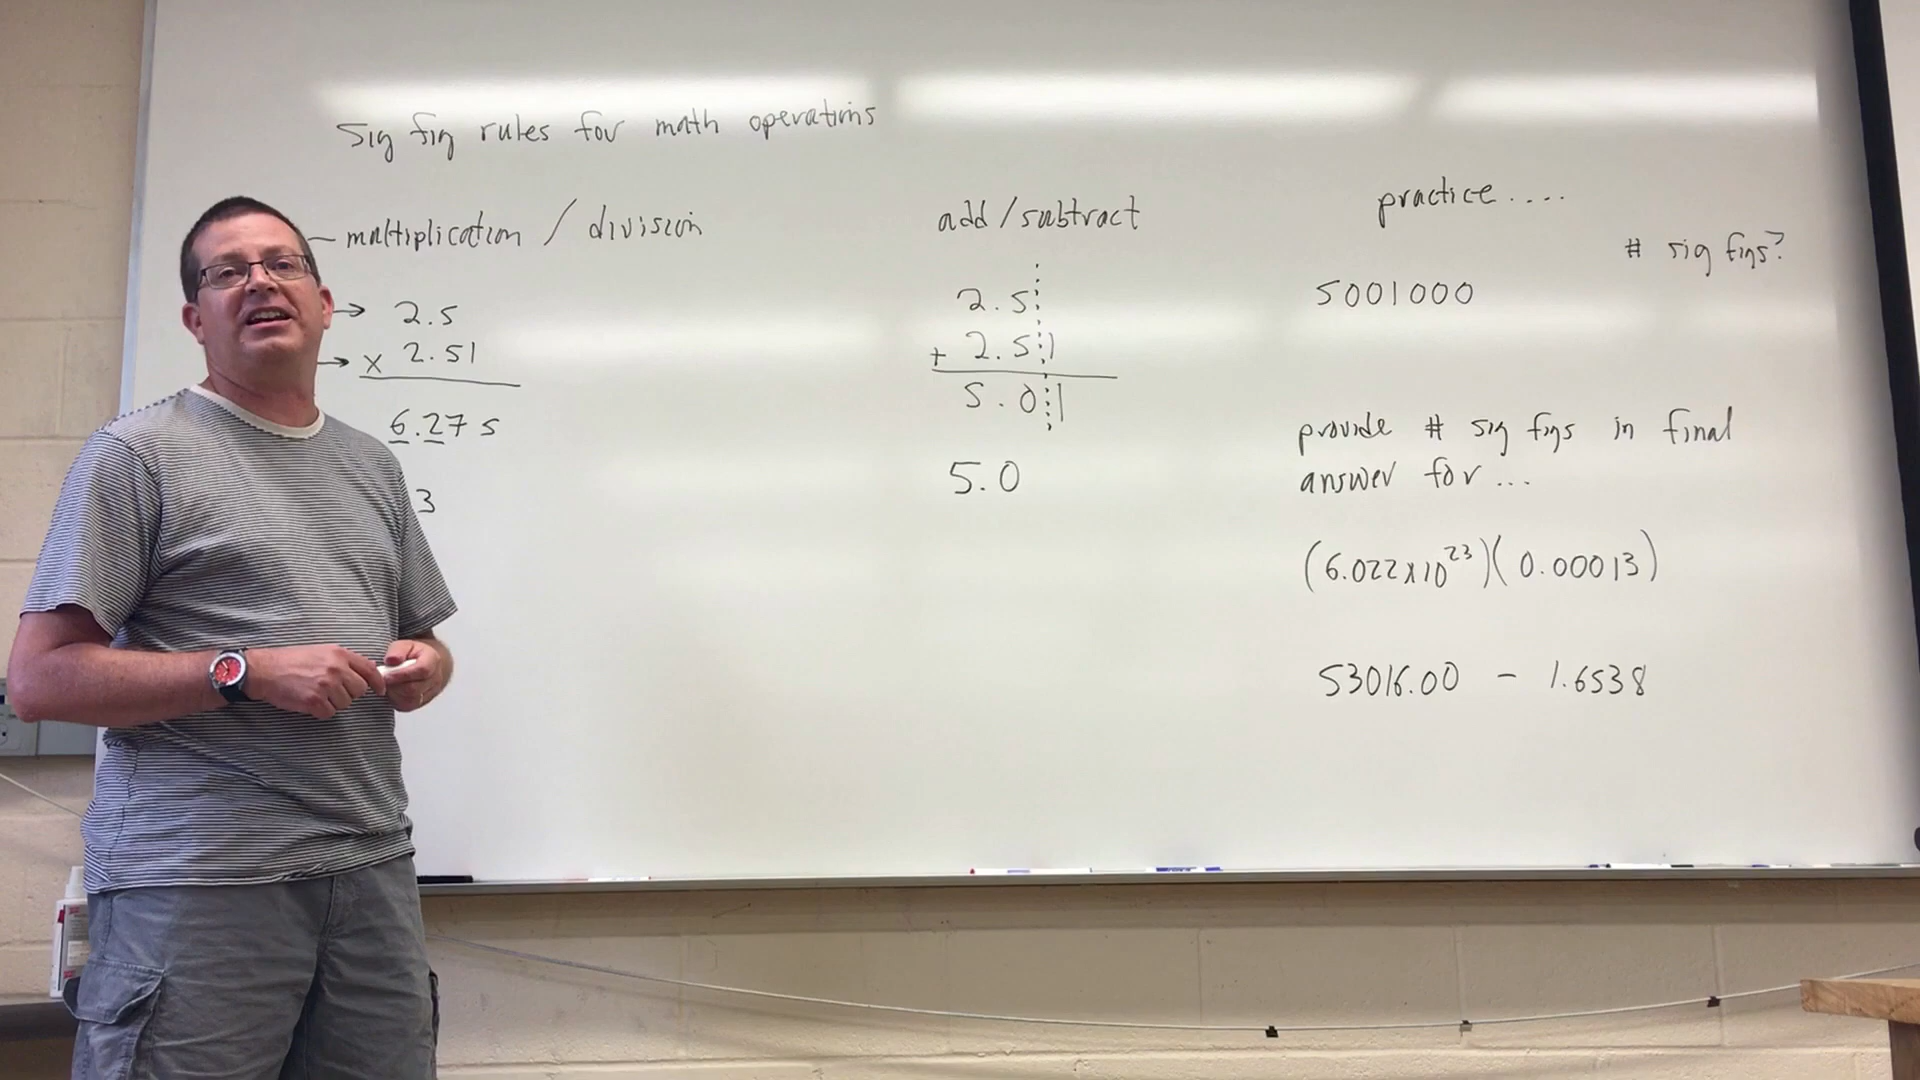 Sig fig rules for math operations
– multiplication / division
→ 2.5
→ x 2.51
6.275
3
add/subtract
2.5
+ 2.51
5.01
5.0
practice....
# sig figs?
5001000
provide # sig figs in final
answer for...
(6.022x10²³)(0.00013)
53016.00 - 1.6538